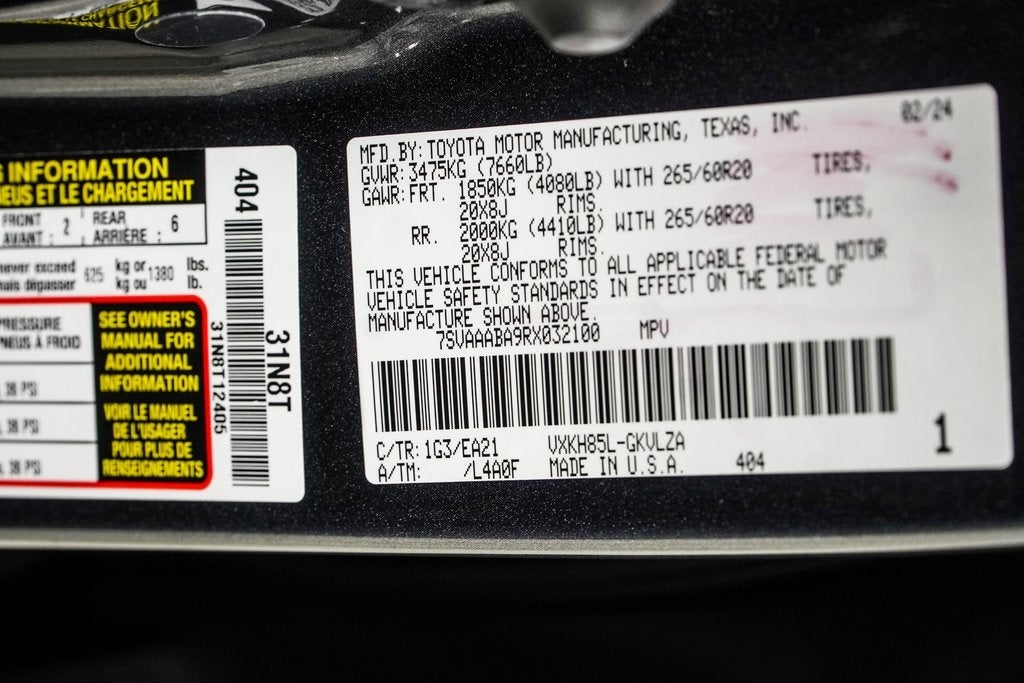 UTION
S INFORMATION
NEUS ET LE CHARGEMENT
FRONT
AVANT : 2
REAR
ARRIÈRE : 6
never exceed
mais dépasser 625 kg or
kg ou 1380 lbs.
lb.
PRESSURE
PNEUS À FROID
38 PSI
38 PSI
38 PSI
SEE OWNER'S
MANUAL FOR
ADDITIONAL
INFORMATION
VOIR LE MANUEL
DE L'USAGER
POUR PLUS DE
RENSEIGNEMENTS
404
31N8T12405
31N8T
MFD.BY: TOYOTA MOTOR MANUFACTURING, TEXAS, INC. 02/24
GVWR: 3475KG (7660LB)
GAWR: FRT. 1850KG (4080LB) WITH 265/60R20 TIRES,
20X8J RIMS.
RR. 2000KG (4410LB) WITH 265/60R20 TIRES,
20X8J RIMS.
THIS VEHICLE CONFORMS TO ALL APPLICABLE FEDERAL MOTOR
VEHICLE SAFETY STANDARDS IN EFFECT ON THE DATE OF
MANUFACTURE SHOWN ABOVE.
7SVAAABA9RX032100 MPV
C/TR: 1G3/EA21 VXKH85L-GKVLZA
A/TM: /L4A0F MADE IN U.S.A. 404
1